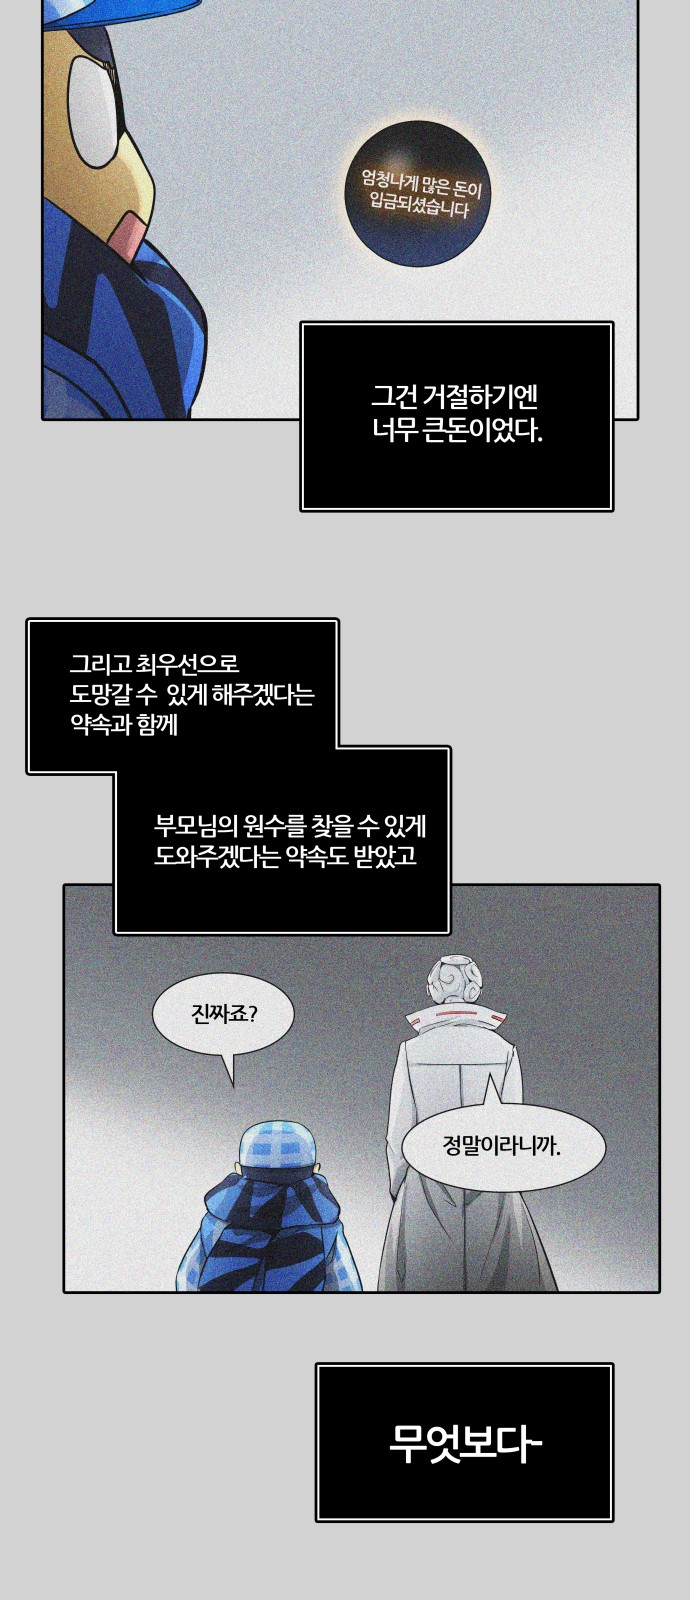 엄청나게 많은 돈이
입금되셨습니다
그건 거절하기엔
너무 큰돈이었다.
그리고 최우선으로
도망갈 수 있게 해주겠다는
약속과 함께
부모님의 원수를 찾을 수 있게
도와주겠다는 약속도 받았고
진짜죠?
정말이라니까.
무엇보다-